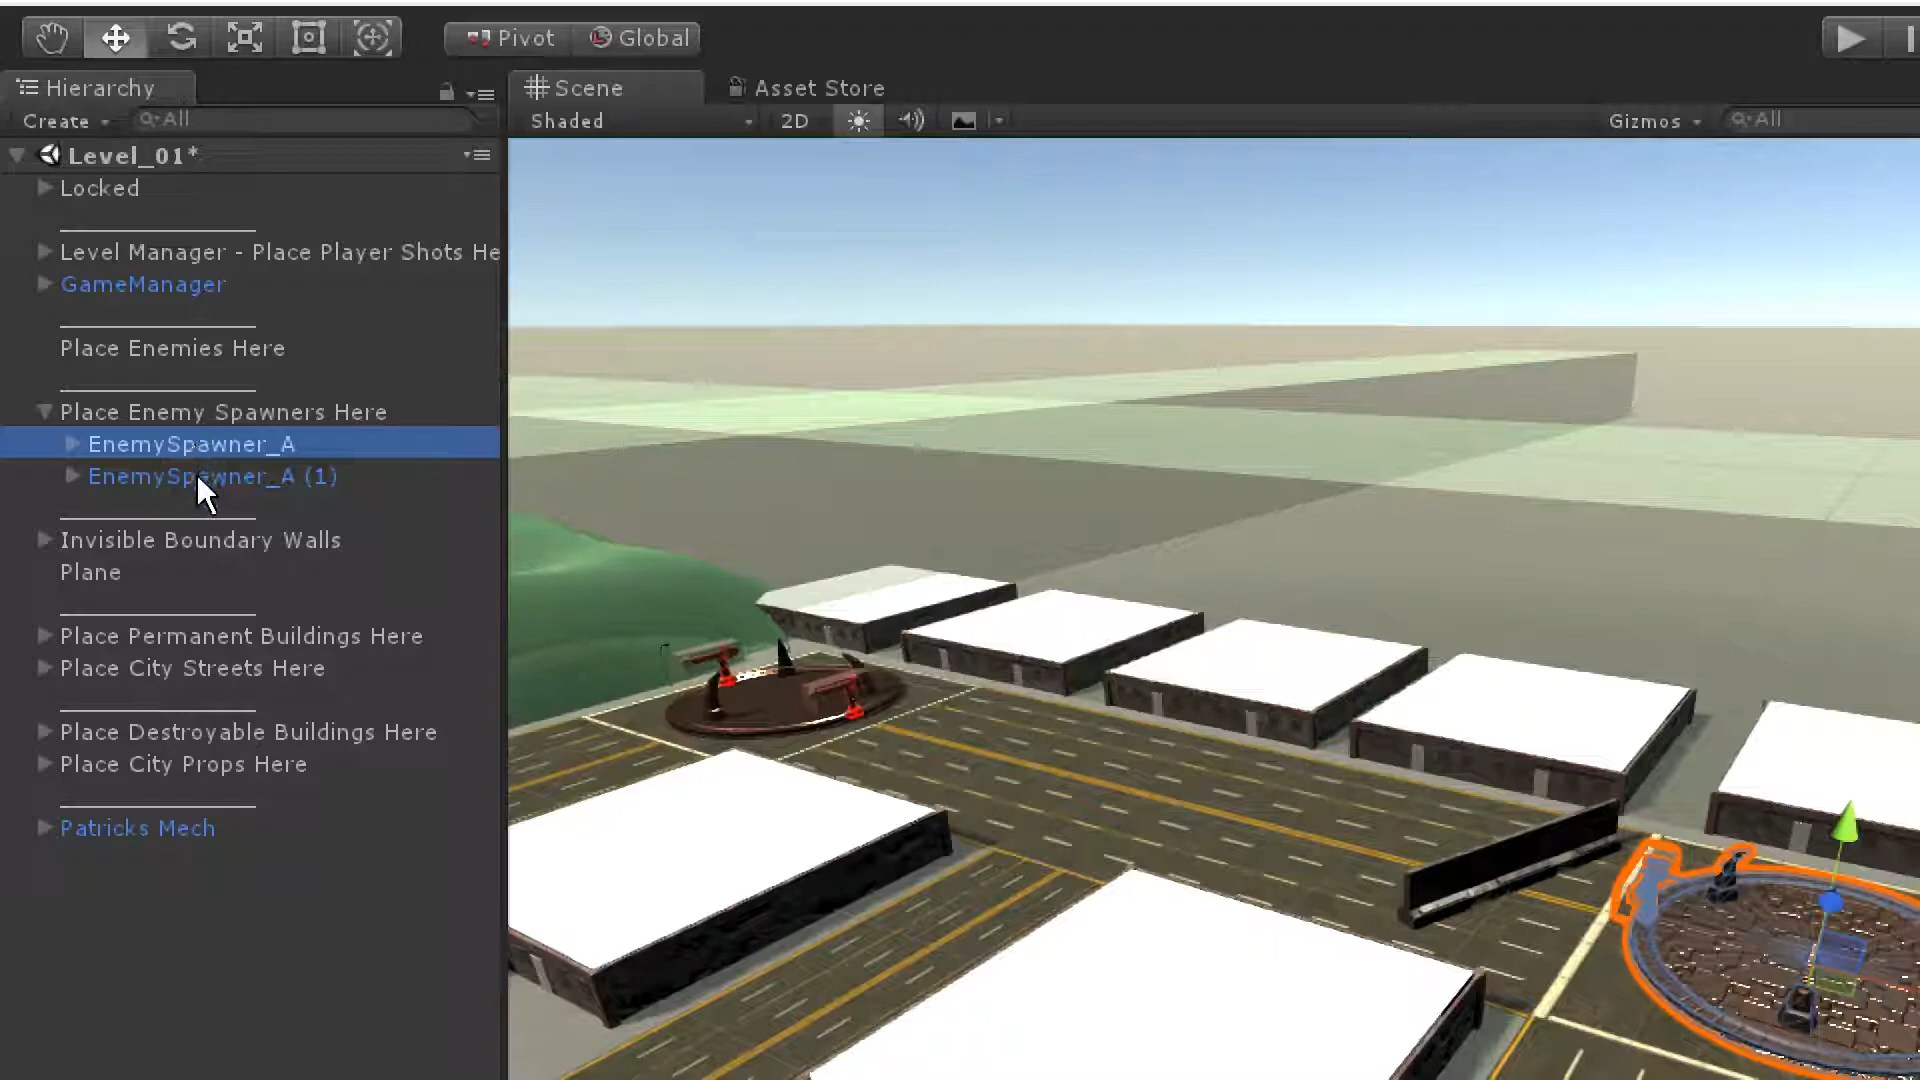 Pivot Global
Hierarchy Scene Asset Store
Create All Shaded 2D Gizmos All
Level_01*
Locked
Level Manager - Place Player Shots He
GameManager
Place Enemies Here
Place Enemy Spawners Here
EnemySpawner_A
EnemySpawner_A (1)
Invisible Boundary Walls
Plane
Place Permanent Buildings Here
Place City Streets Here
Place Destroyable Buildings Here
Place City Props Here
Patricks Mech